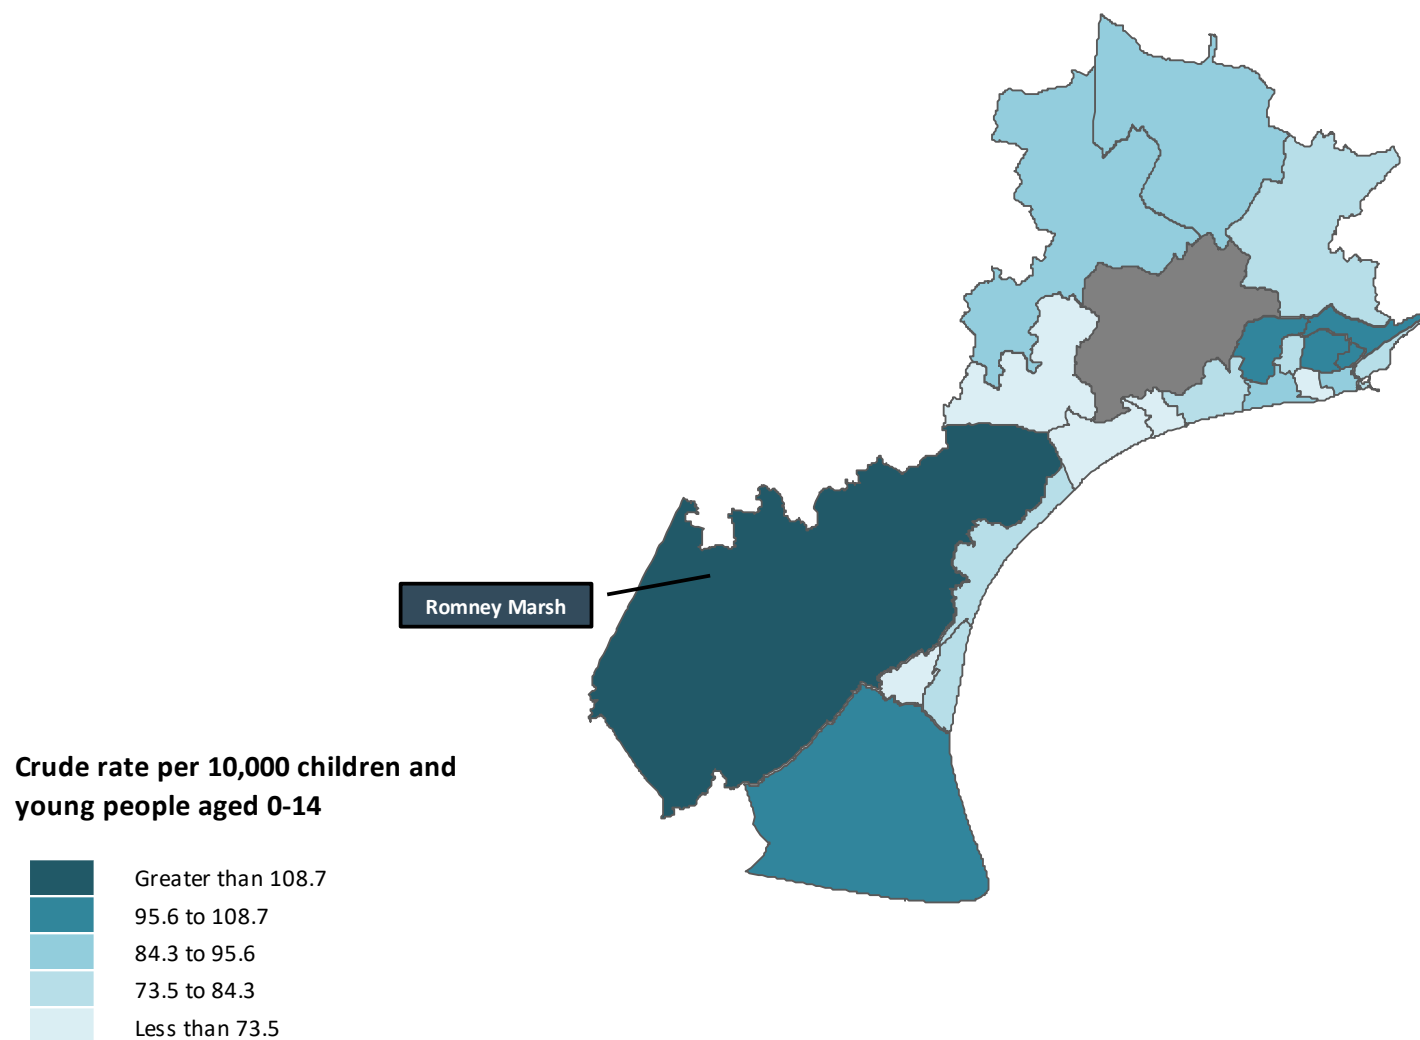 Romney Marsh
Crude rate per 10,000 children and
young people aged 0-14
Greater than 108.7
95.6 to 108.7
84.3 to 95.6
73.5 to 84.3
Less than 73.5